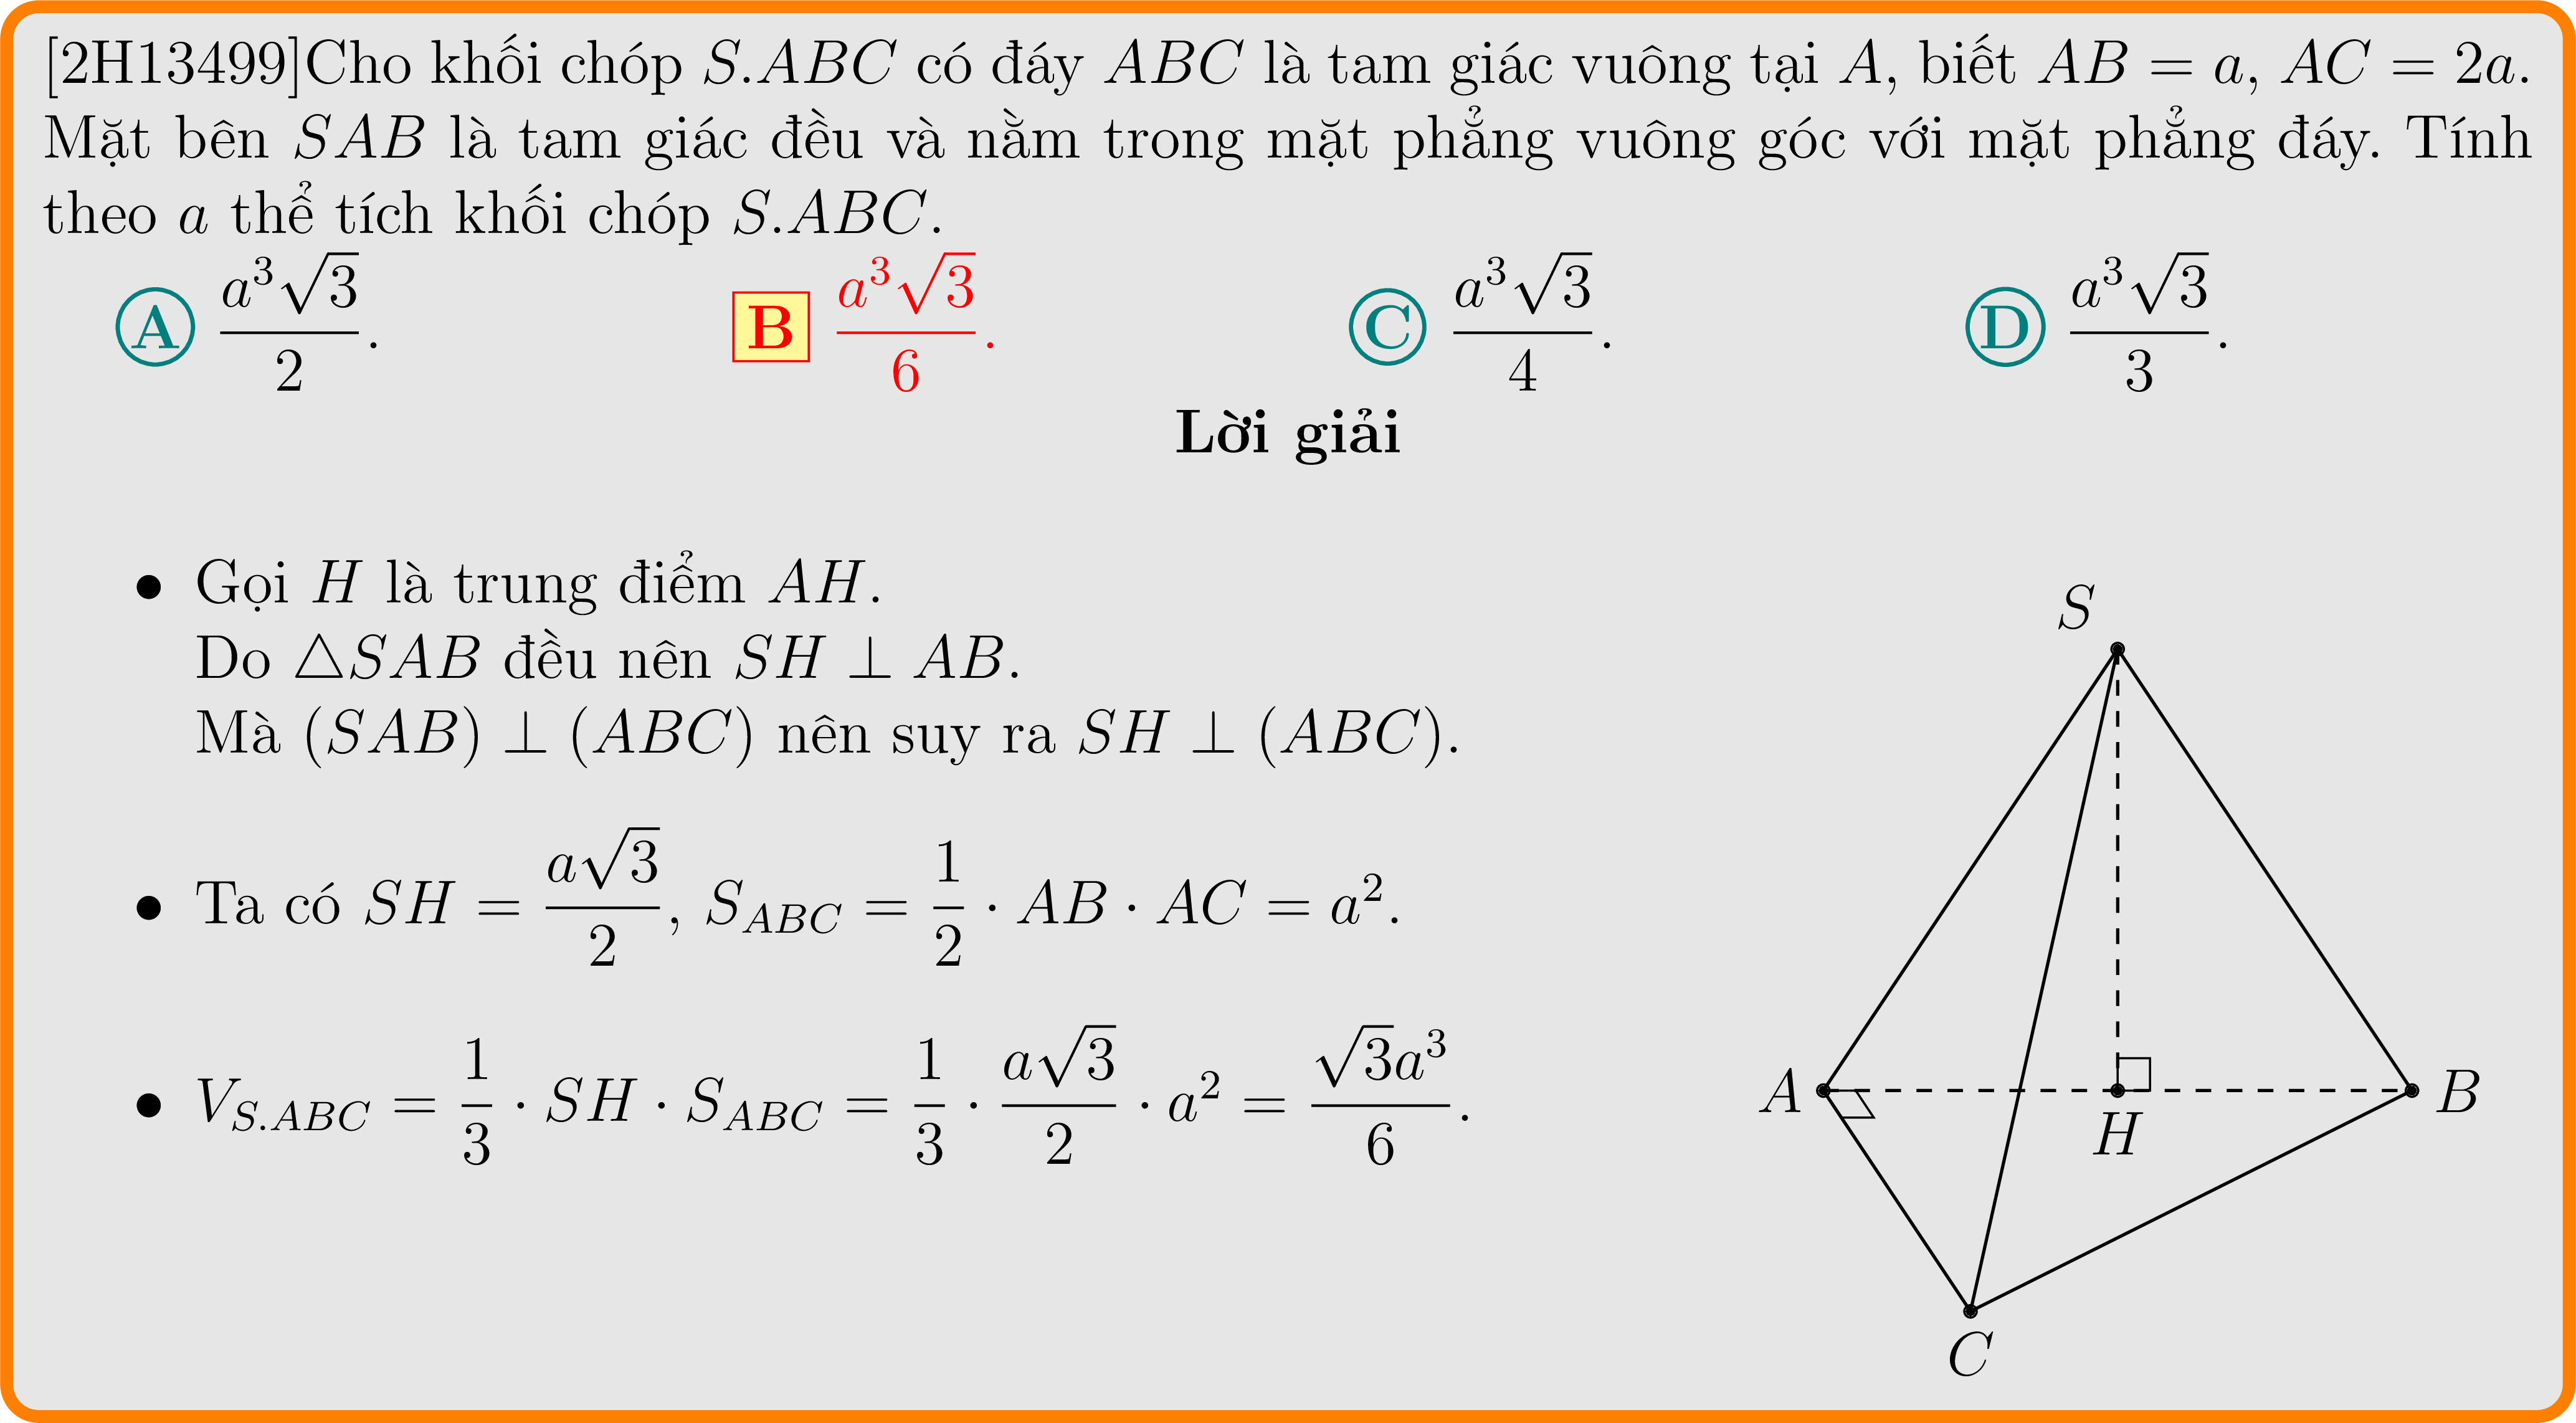 [2H13499]Cho khối chóp S.ABC có đáy ABC là tam giác vuông tại A, biết AB = a, AC = 2a.
Mặt bên SAB là tam giác đều và nằm trong mặt phẳng vuông góc với mặt phẳng đáy. Tính
theo a thể tích khối chóp S.ABC.
A $\frac{a^3\sqrt{3}}{2}$. B $\frac{a^3\sqrt{3}}{6}$. C $\frac{a^3\sqrt{3}}{4}$. D $\frac{a^3\sqrt{3}}{3}$.
Lời giải
• Gọi H là trung điểm AH.
Do △SAB đều nên SH ⊥ AB.
Mà (SAB) ⊥ (ABC) nên suy ra SH ⊥ (ABC).
• Ta có $SH = \frac{a\sqrt{3}}{2}$, $S_{ABC} = \frac{1}{2} \cdot AB \cdot AC = a^2$.
• $V_{S.ABC} = \frac{1}{3} \cdot SH \cdot S_{ABC} = \frac{1}{3} \cdot \frac{a\sqrt{3}}{2} \cdot a^2 = \frac{\sqrt{3}a^3}{6}$.
S
A
H
B
C